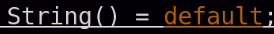 String() = default;